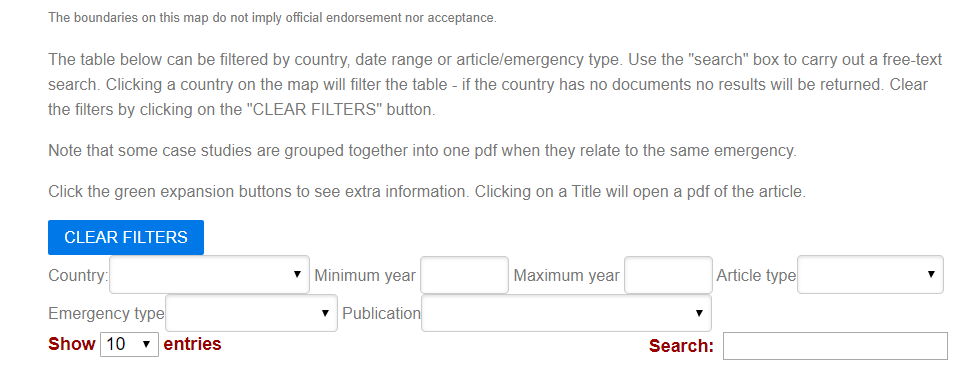 The boundaries on this map do not imply official endorsement nor acceptance.
The table below can be filtered by country, date range or article/emergency type. Use the "search" box to carry out a free-text
search. Clicking a country on the map will filter the table - if the country has no documents no results will be returned. Clear
the filters by clicking on the "CLEAR FILTERS" button.
Note that some case studies are grouped together into one pdf when they relate to the same emergency.
Click the green expansion buttons to see extra information. Clicking on a Title will open a pdf of the article.
CLEAR FILTERS
Country: Minimum year Maximum year Article type
Emergency type Publication
Show 10 entries Search: